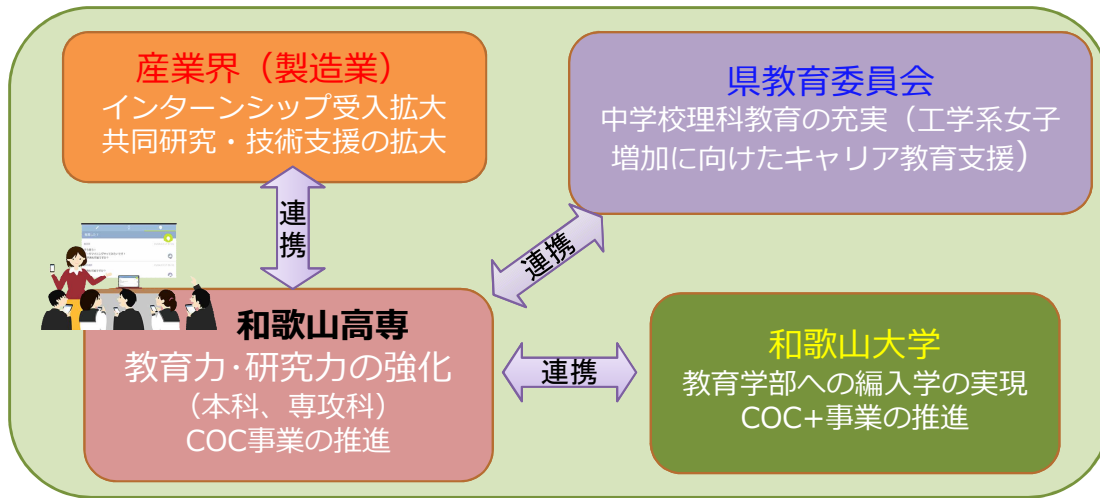 産業界（製造業）
インターンシップ受入拡大
共同研究・技術支援の拡大
県教育委員会
中学校理科教育の充実（工学系女子
増加に向けたキャリア教育支援）
連携
連携
和歌山高専
教育力・研究力の強化
（本科、専攻科）
COC事業の推進
連携
和歌山大学
教育学部への編入学の実現
COC+事業の推進